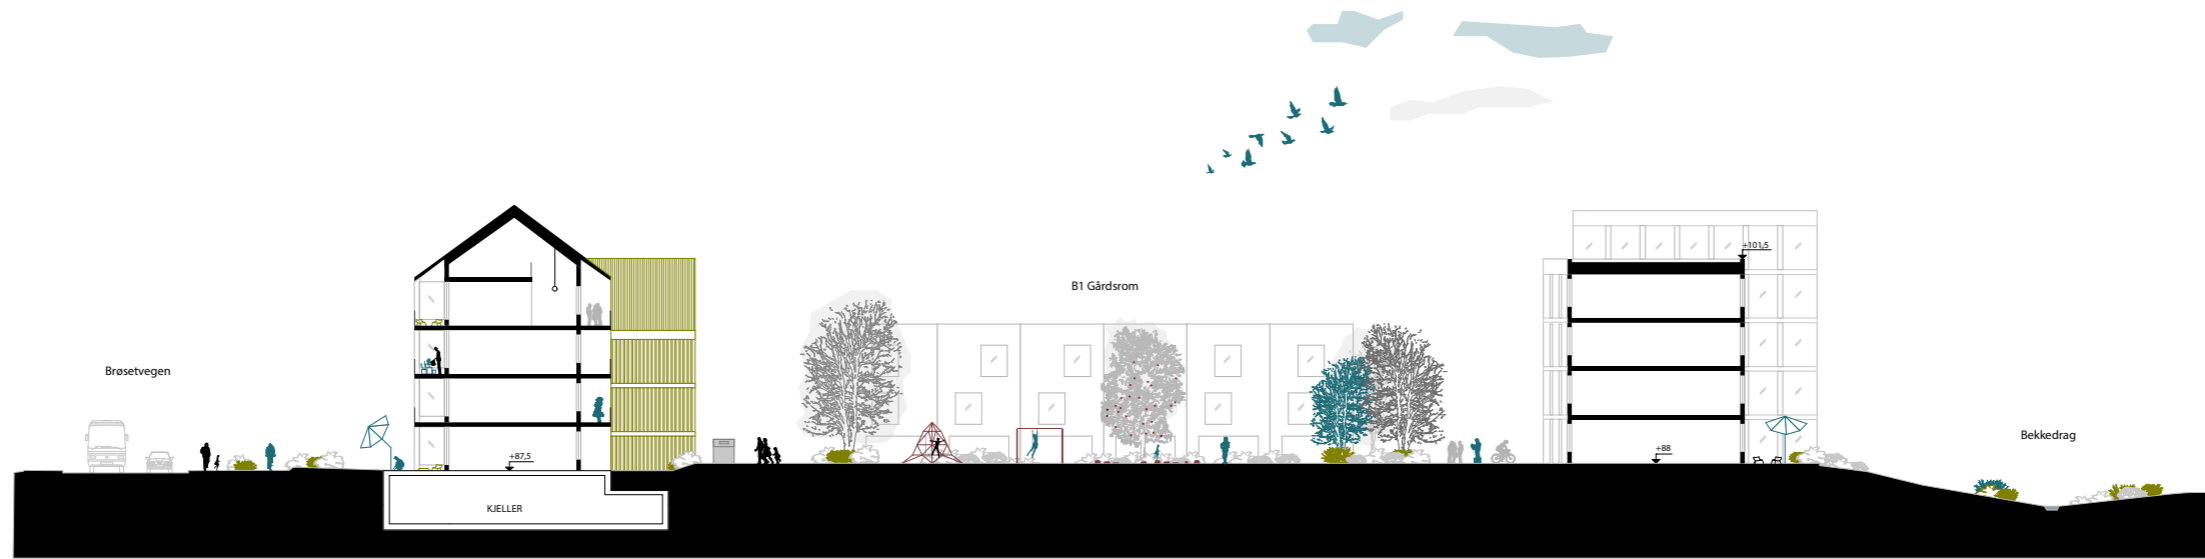 +101,5
B1 Gårdsrom
Brøsetvegen
Bekkedrag
+87,5
+88
KJELLER